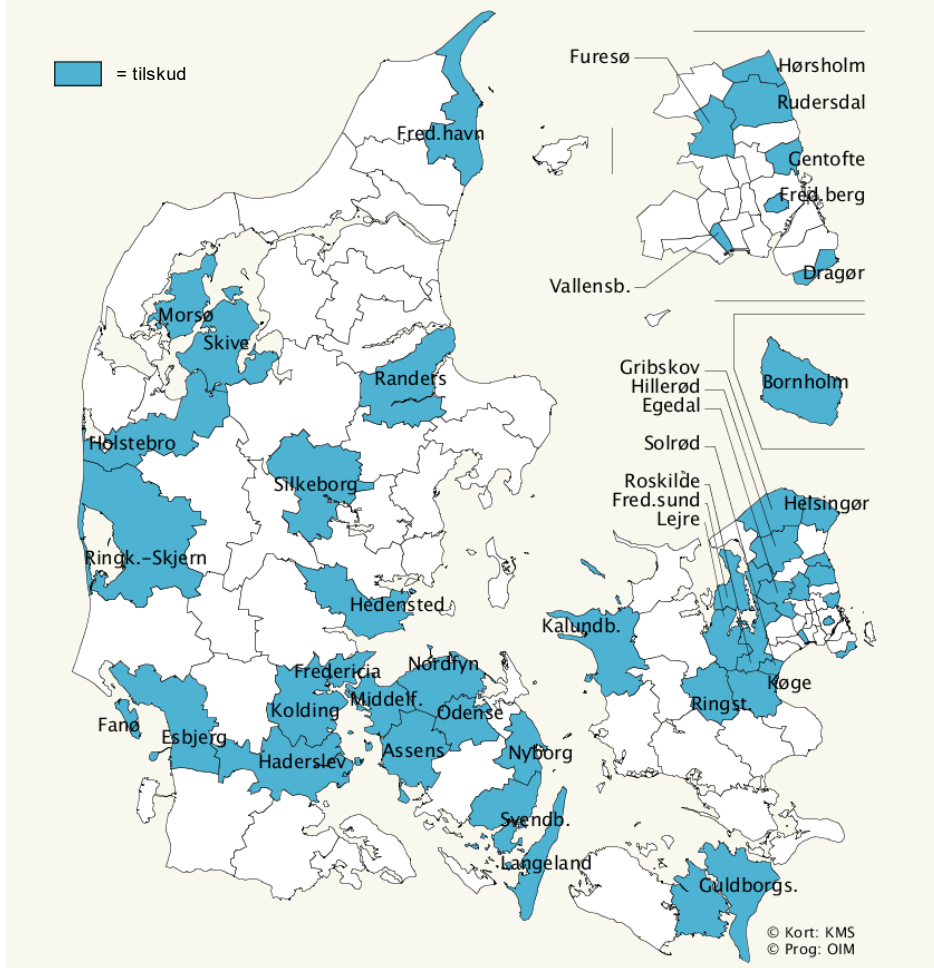 = tilskud
Furesø
Hørsholm
Rudersdal
Fred.havn
Gentofte
Fred.berg
Dragør
Vallensb.
Morsø
Skive
Gribskov
Hillerød
Egedal
Bornholm
Randers
Holstebro
Solrød
Silkeborg
Roskilde
Fred.sund
Lejre
Helsingør
Ringk.-Skjern
Hedensted
Kalundb.
Fredericia
Nordfyn
Middelf.
Køge
Kolding
Odense
Ringst.
Fanø
Esbjerg
Assens
Nyborg
Haderslev
Svendb.
Langeland
Guldborgs.
© Kort: KMS
© Prog: OIM